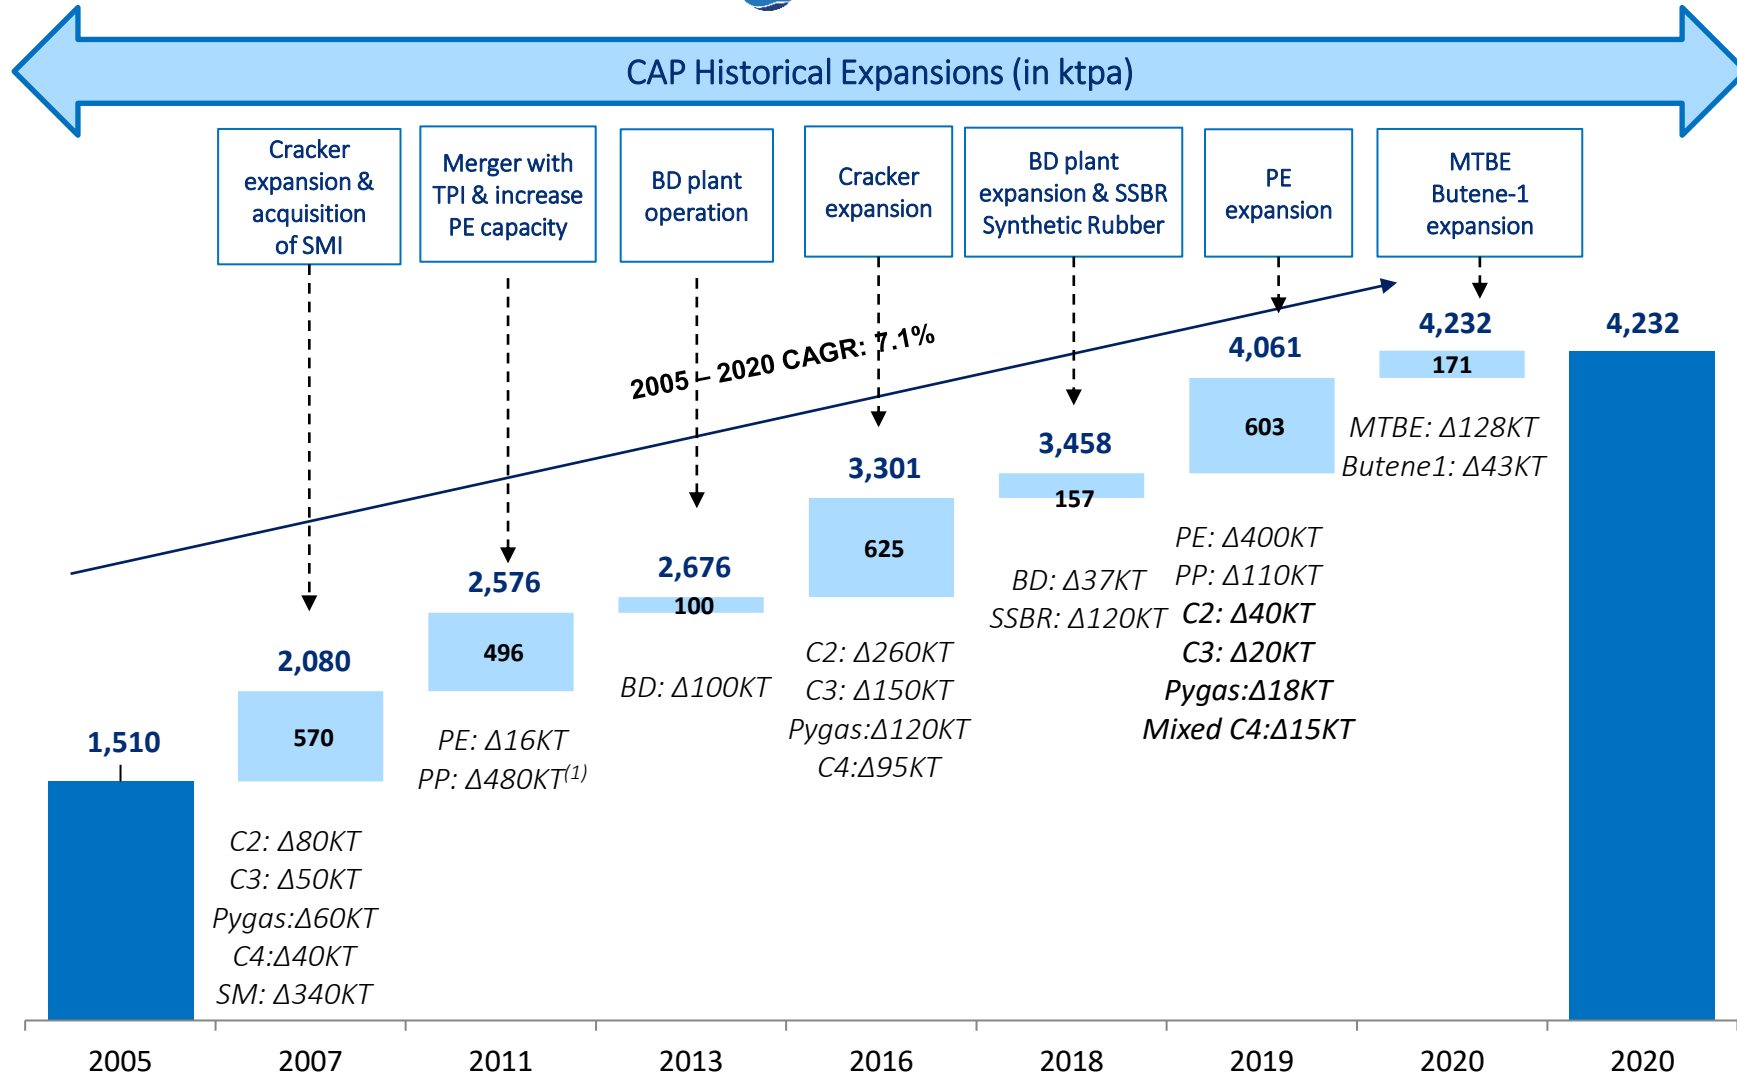 CAP Historical Expansions (in ktpa)
Cracker
expansion &
acquisition
of SMI
Merger with
TPI & increase
PE capacity
BD plant
operation
Cracker
expansion
BD plant
expansion & SSBR
Synthetic Rubber
PE
expansion
MTBE
Butene-1
expansion
2005 – 2020 CAGR: 7.1%
1,510
2,080
570
C2: Δ80KT
C3: Δ50KT
Pygas:Δ60KT
C4:Δ40KT
SM: Δ340KT
2,576
496
PE: Δ16KT
PP: Δ480KT(1)
2,676
100
BD: Δ100KT
3,301
625
C2: Δ260KT
C3: Δ150KT
Pygas:Δ120KT
C4:Δ95KT
3,458
157
BD: Δ37KT
SSBR: Δ120KT
4,061
603
PE: Δ400KT
PP: Δ110KT
C2: Δ40KT
C3: Δ20KT
Pygas:Δ18KT
Mixed C4:Δ15KT
4,232
171
MTBE: Δ128KT
Butene1: Δ43KT
4,232
2005
2007
2011
2013
2016
2018
2019
2020
2020